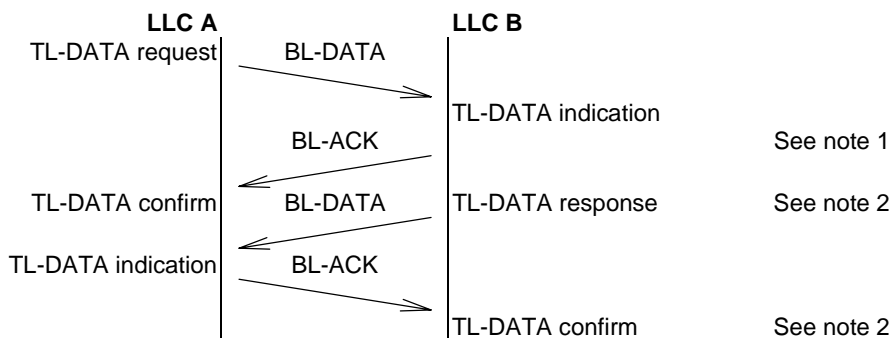 LLC A LLC B
TL-DATA request BL-DATA
TL-DATA indication
BL-ACK See note 1
TL-DATA confirm BL-DATA TL-DATA response See note 2
TL-DATA indication BL-ACK
TL-DATA confirm See note 2